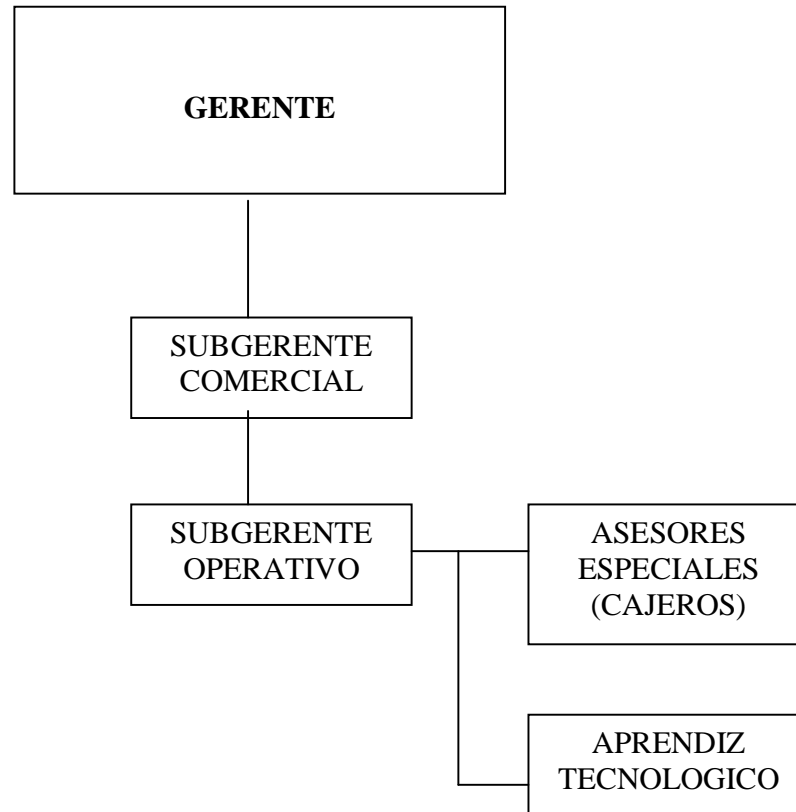 GERENTE
SUBGERENTE
COMERCIAL
SUBGERENTE
OPERATIVO
ASESORES
ESPECIALES
(CAJEROS)
APRENDIZ
TECNOLOGICO